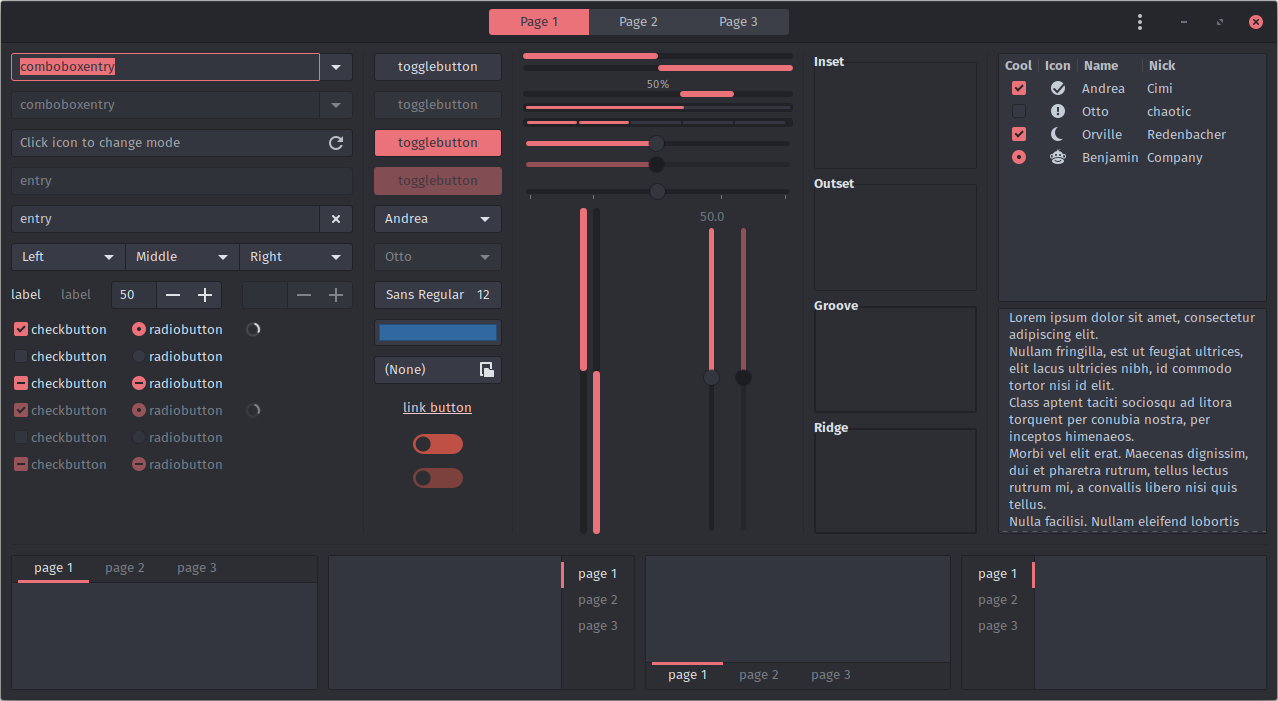 Page 1 Page 2 Page 3
comboboxentry
comboboxentry
Click icon to change mode
entry
entry
Left Middle Right
label label 50
checkbutton radiobutton
checkbutton radiobutton
checkbutton radiobutton
checkbutton radiobutton
checkbutton radiobutton
checkbutton radiobutton
togglebutton
togglebutton
togglebutton
togglebutton
Andrea
Otto
Sans Regular 12
(None)
link button
50%
50.0
Inset
Outset
Groove
Ridge
Cool Icon Name Nick
Andrea Cimi
Otto chaotic
Orville Redenbacher
Benjamin Company
Lorem ipsum dolor sit amet, consectetur
adipiscing elit.
Nullam fringilla, est ut feugiat ultrices,
elit lacus ultricies nibh, id commodo
tortor nisi id elit.
Class aptent taciti sociosqu ad litora
torquent per conubia nostra, per
inceptos himenaeos.
Morbi vel elit erat. Maecenas dignissim,
dui et pharetra rutrum, tellus lectus
rutrum mi, a convallis libero nisi quis
tellus.
Nulla facilisi. Nullam eleifend lobortis
page 1 page 2 page 3
page 1
page 2
page 3
page 1 page 2 page 3
page 1
page 2
page 3